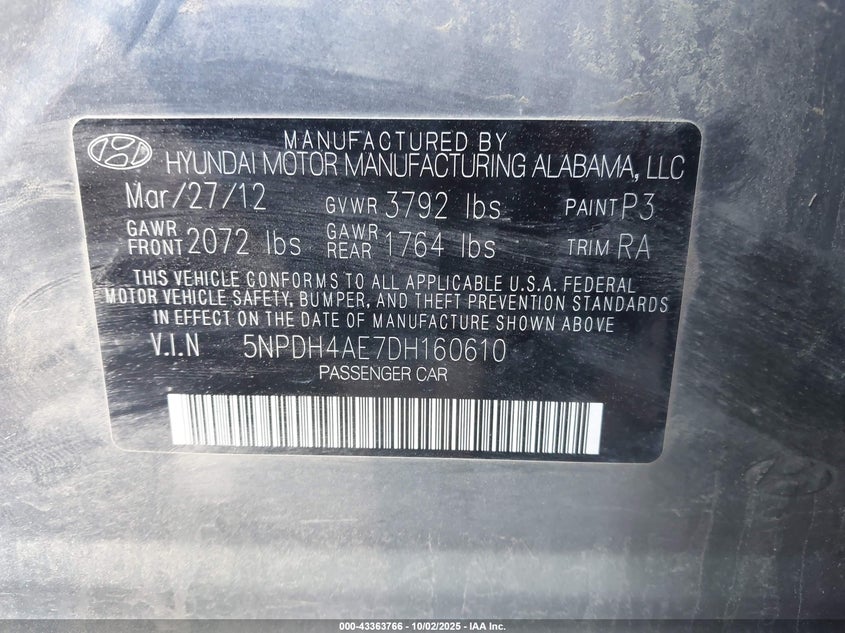 MANUFACTURED BY
HYUNDAI MOTOR MANUFACTURING ALABAMA, LLC
Mar/27/12 GVWR 3792 lbs PAINT P3
GAWR FRONT 2072 lbs GAWR REAR 1764 lbs TRIM RA
THIS VEHICLE CONFORMS TO ALL APPLICABLE U.S.A. FEDERAL
MOTOR VEHICLE SAFETY, BUMPER, AND THEFT PREVENTION STANDARDS
IN EFFECT ON THE DATE OF MANUFACTURE SHOWN ABOVE
V.I.N 5NPDH4AE7DH160610
PASSENGER CAR
000-43363766 - 10/02/2025 - IAA Inc.